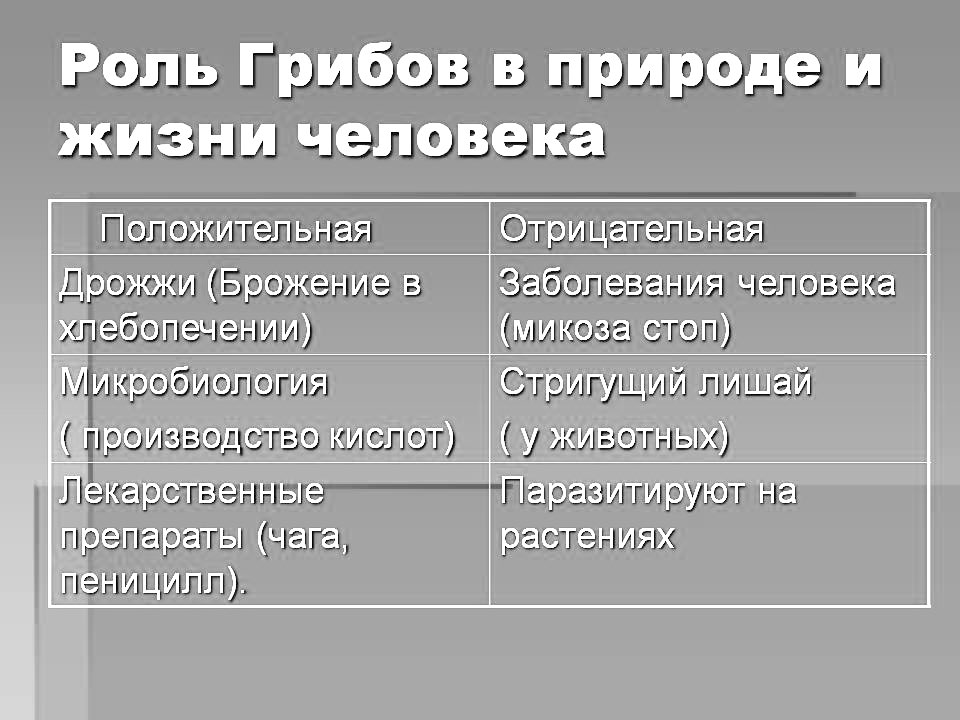 Роль Грибов в природе и
жизни человека
Положительная
Отрицательная
Дрожжи (Брожение в
хлебопечении)
Заболевания человека
(микоза стоп)
Микробиология
( производство кислот)
Стригущий лишай
( у животных)
Лекарственные
препараты (чага,
пеницилл).
Паразитируют на
растениях